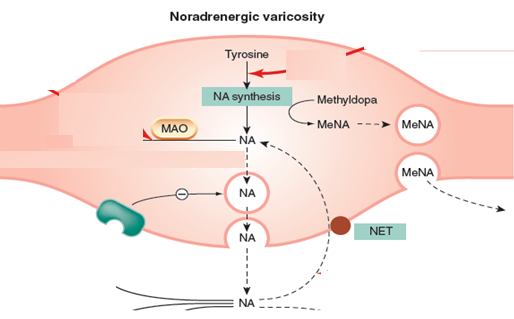 Noradrenergic varicosity
Tyrosine
NA synthesis
Methyldopa
MeNA
MeNA
MAO
NA
MeNA
NA
NET
NA
NA